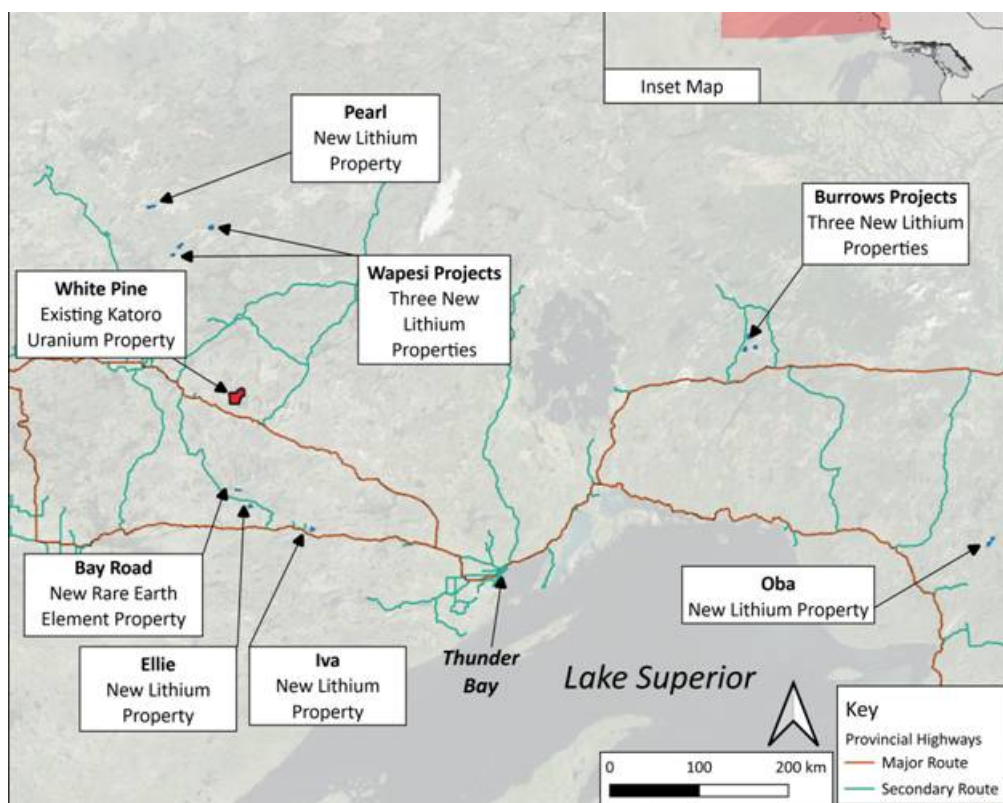 Inset Map
Pearl
New Lithium
Property
Burrows Projects
Three New Lithium
Properties
White Pine
Existing Katoro
Uranium Property
Wapesi Projects
Three New
Lithium
Properties
Bay Road
New Rare Earth
Element Property
Ellie
New Lithium
Property
Iva
New Lithium
Property
Thunder
Bay
Lake Superior
Oba
New Lithium Property
0 100 200 km
Key
Provincial Highways
Major Route
Secondary Route